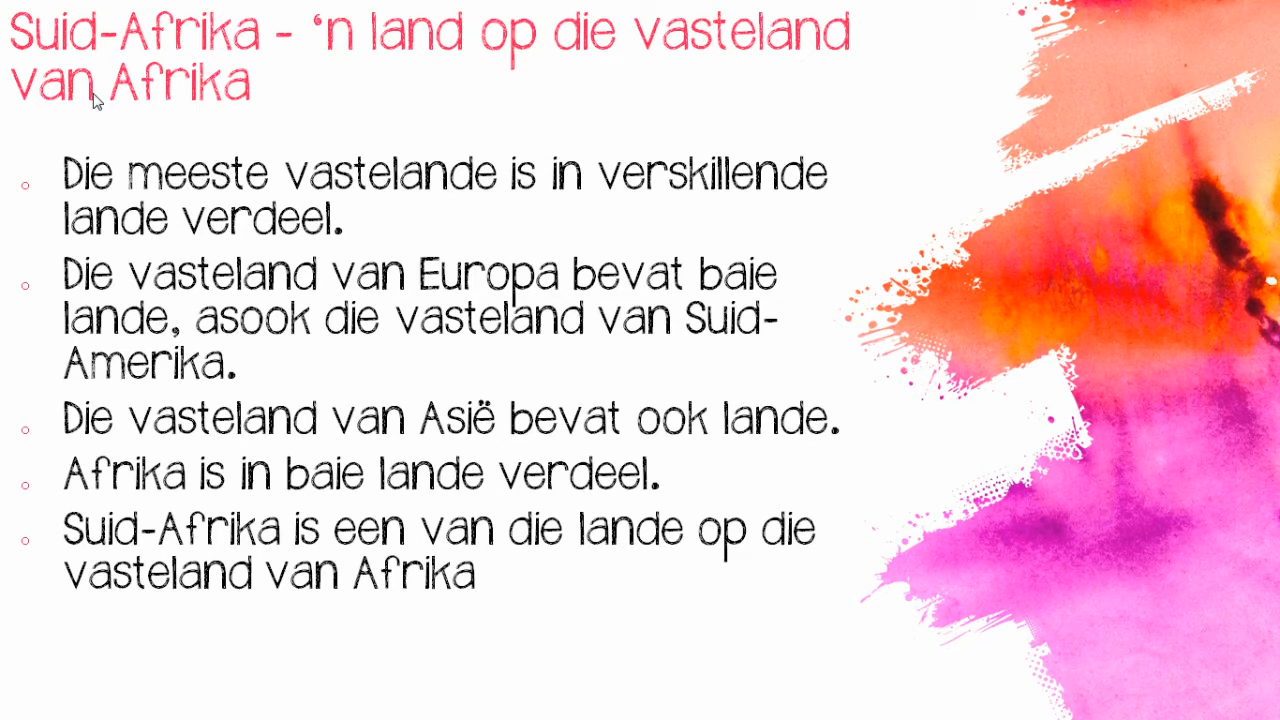 Suid-Afrika - ‘n land op die vasteland
van Afrika
Die meeste vastelande is in verskillende
lande verdeel.
Die vasteland van Europa bevat baie
lande, asook die vasteland van Suid-
Amerika.
Die vasteland van Asië bevat ook lande.
Afrika is in baie lande verdeel.
Suid-Afrika is een van die lande op die
vasteland van Afrika